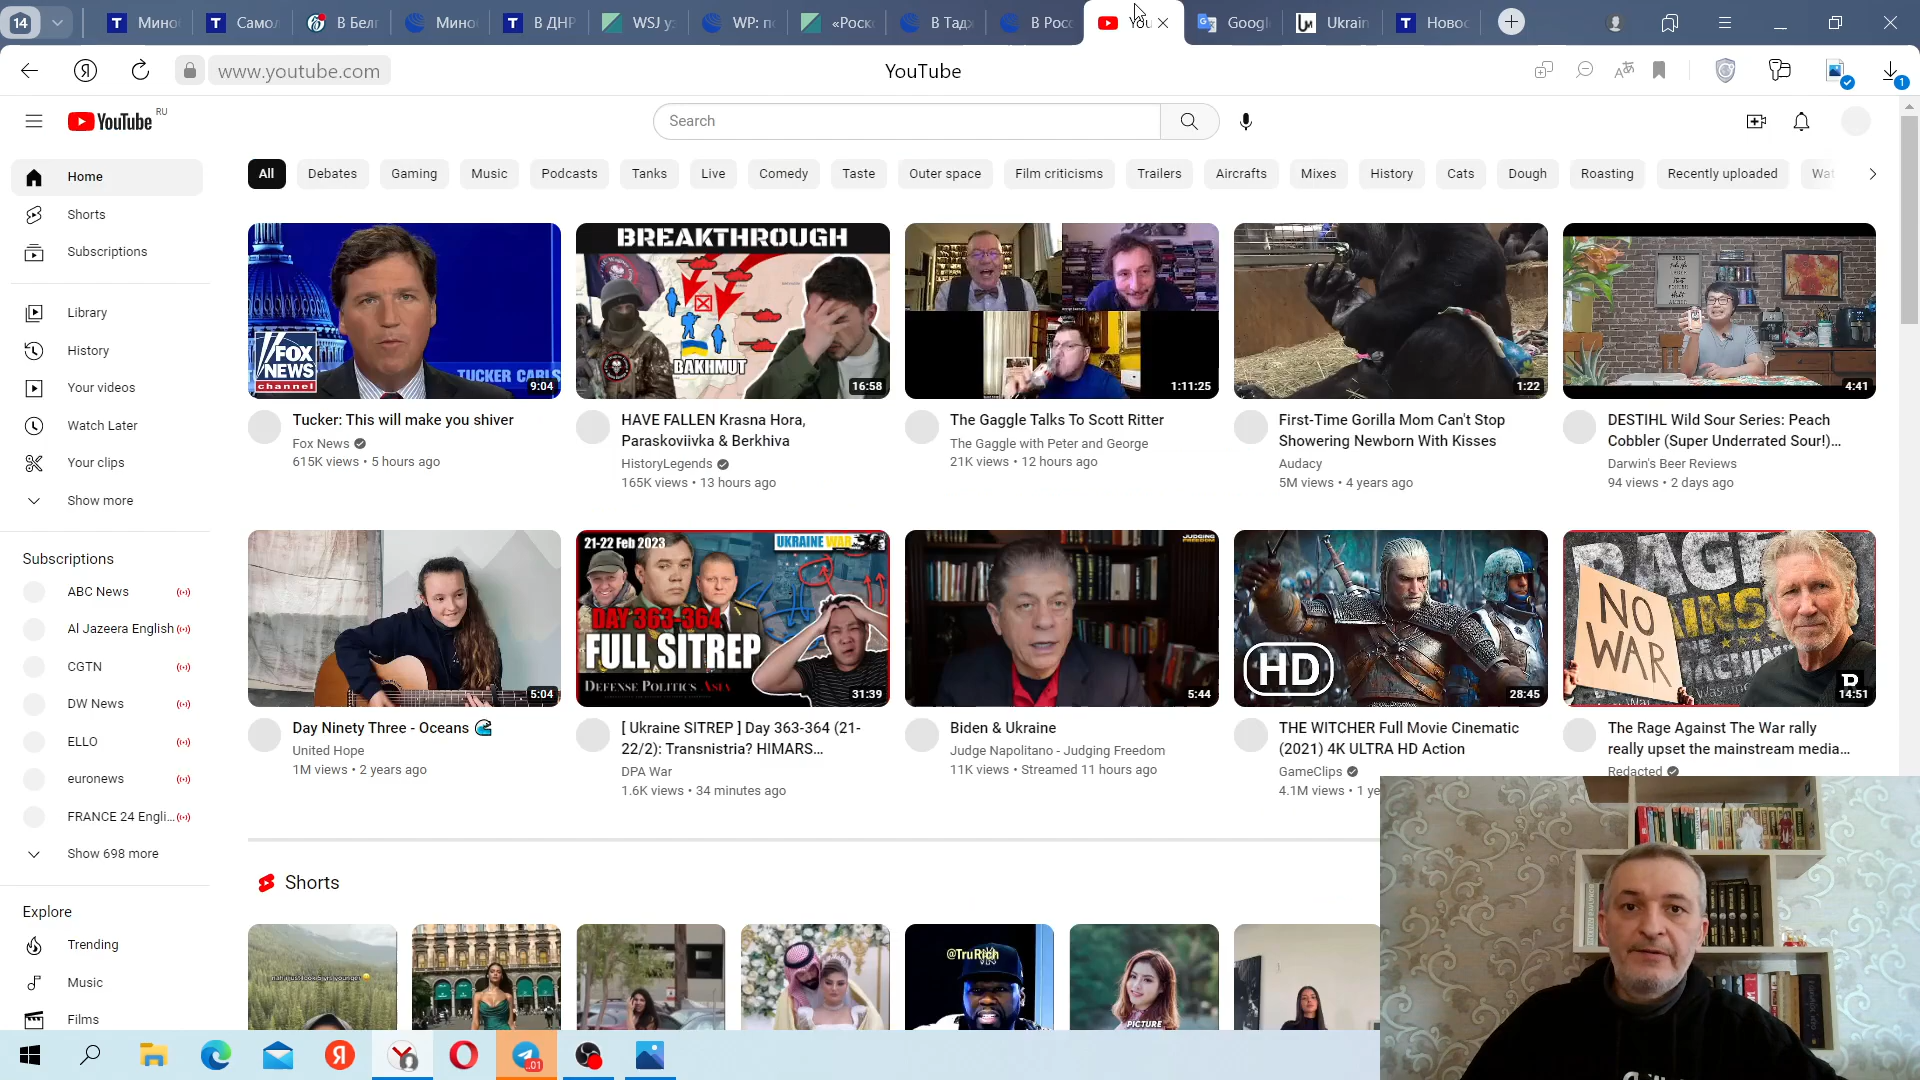 14
Мино
Самол
В Бел
Мино
В ДНР
WSJ у
WP: п
«Роск
В Тад
В Рос
You
Googl
Ukrain
Новос
www.youtube.com
YouTube
1
YouTube RU
Search
Home
Shorts
Subscriptions
Library
History
Your videos
Watch Later
Your clips
Show more
Subscriptions
ABC News
Al Jazeera English
CGTN
DW News
ELLO
euronews
FRANCE 24 Engli...
Show 698 more
Explore
Trending
Music
Films
All
Debates
Gaming
Music
Podcasts
Tanks
Live
Comedy
Taste
Outer space
Film criticisms
Trailers
Aircrafts
Mixes
History
Cats
Dough
Roasting
Recently uploaded
Wat
FOX
NEWS
channel
TUCKER CARLS
9:04
Tucker: This will make you shiver
Fox News
615K views • 5 hours ago
BREAKTHROUGH
BAKHMUT
16:58
HAVE FALLEN Krasna Hora,
Paraskoviivka & Berkhiva
HistoryLegends
165K views • 13 hours ago
1:11:25
The Gaggle Talks To Scott Ritter
The Gaggle with Peter and George
21K views • 12 hours ago
1:22
First-Time Gorilla Mom Can't Stop
Showering Newborn With Kisses
Audacy
5M views • 4 years ago
4:41
DESTIHL Wild Sour Series: Peach
Cobbler (Super Underrated Sour!)...
Darwin's Beer Reviews
94 views • 2 days ago
5:04
Day Ninety Three - Oceans 🌊
United Hope
1M views • 2 years ago
21-22 Feb 2023
UKRAINE WAR
DAY 363-364
FULL SITREP
DEFENSE POLITICS ASIA
31:39
[ Ukraine SITREP ] Day 363-364 (21-
22/2): Transnistria? HIMARS...
DPA War
1.6K views • 34 minutes ago
JUDGING
FREEDOM
5:44
Biden & Ukraine
Judge Napolitano - Judging Freedom
11K views • Streamed 11 hours ago
HD
28:45
THE WITCHER Full Movie Cinematic
(2021) 4K ULTRA HD Action
GameClips
4.1M views • 1 ye
RAGE
NO
WAR
14:51
The Rage Against The War rally
really upset the mainstream media...
Redacted
Shorts
@TruRich
PICTURE